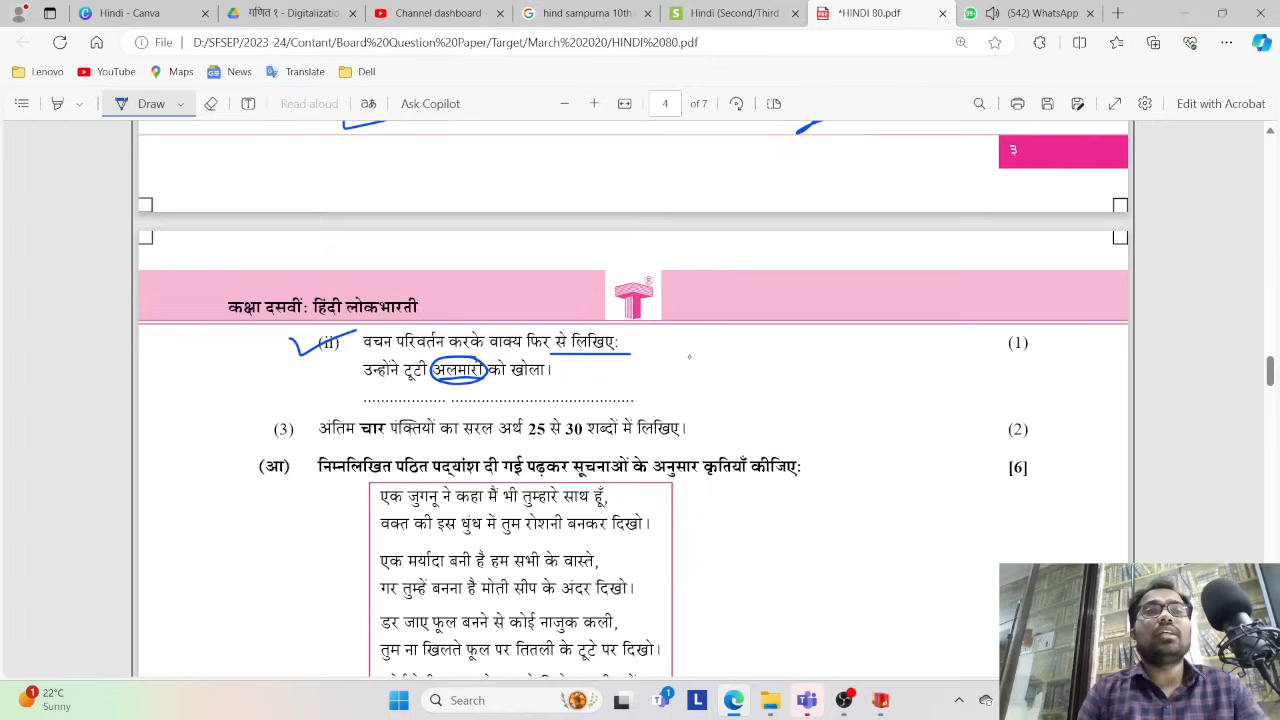 Hindi - Canva
गणित १ - Digitalizatio
Channel dashboard -
hind sampurna 10th
Hindi (Second/Third
*HINDI 80.pdf
(542) WhatsApp
File
D:/SFSEP/2023-24/Contant/Board%20Question%20Paper/Target/March%202020/HINDI%2080.pdf
Lenovo
YouTube
Maps
News
Translate
Dell
Draw
Read aloud
Ask Copilot
4
of 7
Edit with Acrobat
३
कक्षा दसवीं: हिंदी लोकभारती
(ii) वचन परिवर्तन करके वाक्य फिर से लिखिए: (1)
उन्होंने टूटी अलमारी को खोला।
................... ..........................................
(3) अंतिम चार पंक्तियों का सरल अर्थ 25 से 30 शब्दों में लिखिए। (2)
(आ) निम्नलिखित पठित पद्यांश दी गई पढ़कर सूचनाओं के अनुसार कृतियाँ कीजिए: [6]
एक जुगनू ने कहा मैं भी तुम्हारे साथ हूँ,
वक्त की इस धुंध में तुम रोशनी बनकर दिखो।
एक मर्यादा बनी है हम सभी के वास्ते,
गर तुम्हें बनना है मोती सीप के अंदर दिखो।
डर जाए फूल बनने से कोई नाजुक कली,
तुम ना खिलते फूल पर तितली के टूटे पर दिखो।
1
22°C
Sunny
Search
1